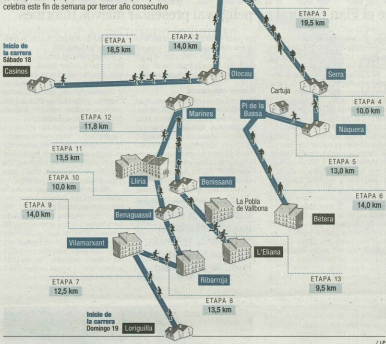 celebra este fin de semana por tercer año consecutivo
ETAPA 3
19,5 km
ETAPA 2
14,0 km
ETAPA 1
18,5 km
Inicio de
la carrera
Sábado 18
Casinos
Olocau
Serra
Cartuja
ETAPA 4
10,0 km
Pi de la
Bassa
Marines
Náquera
ETAPA 12
11,8 km
ETAPA 5
13,0 km
ETAPA 11
13,5 km
Llíria
Benissanó
ETAPA 10
10,0 km
ETAPA 6
14,0 km
La Pobla
de Vallbona
ETAPA 9
14,0 km
Benaguasil
Bétera
Vilamarxant
L'Eliana
Ribarroja
ETAPA 13
9,5 km
ETAPA 7
12,5 km
ETAPA 8
13,5 km
Inicio de
la carrera
Domingo 19
Loriguilla